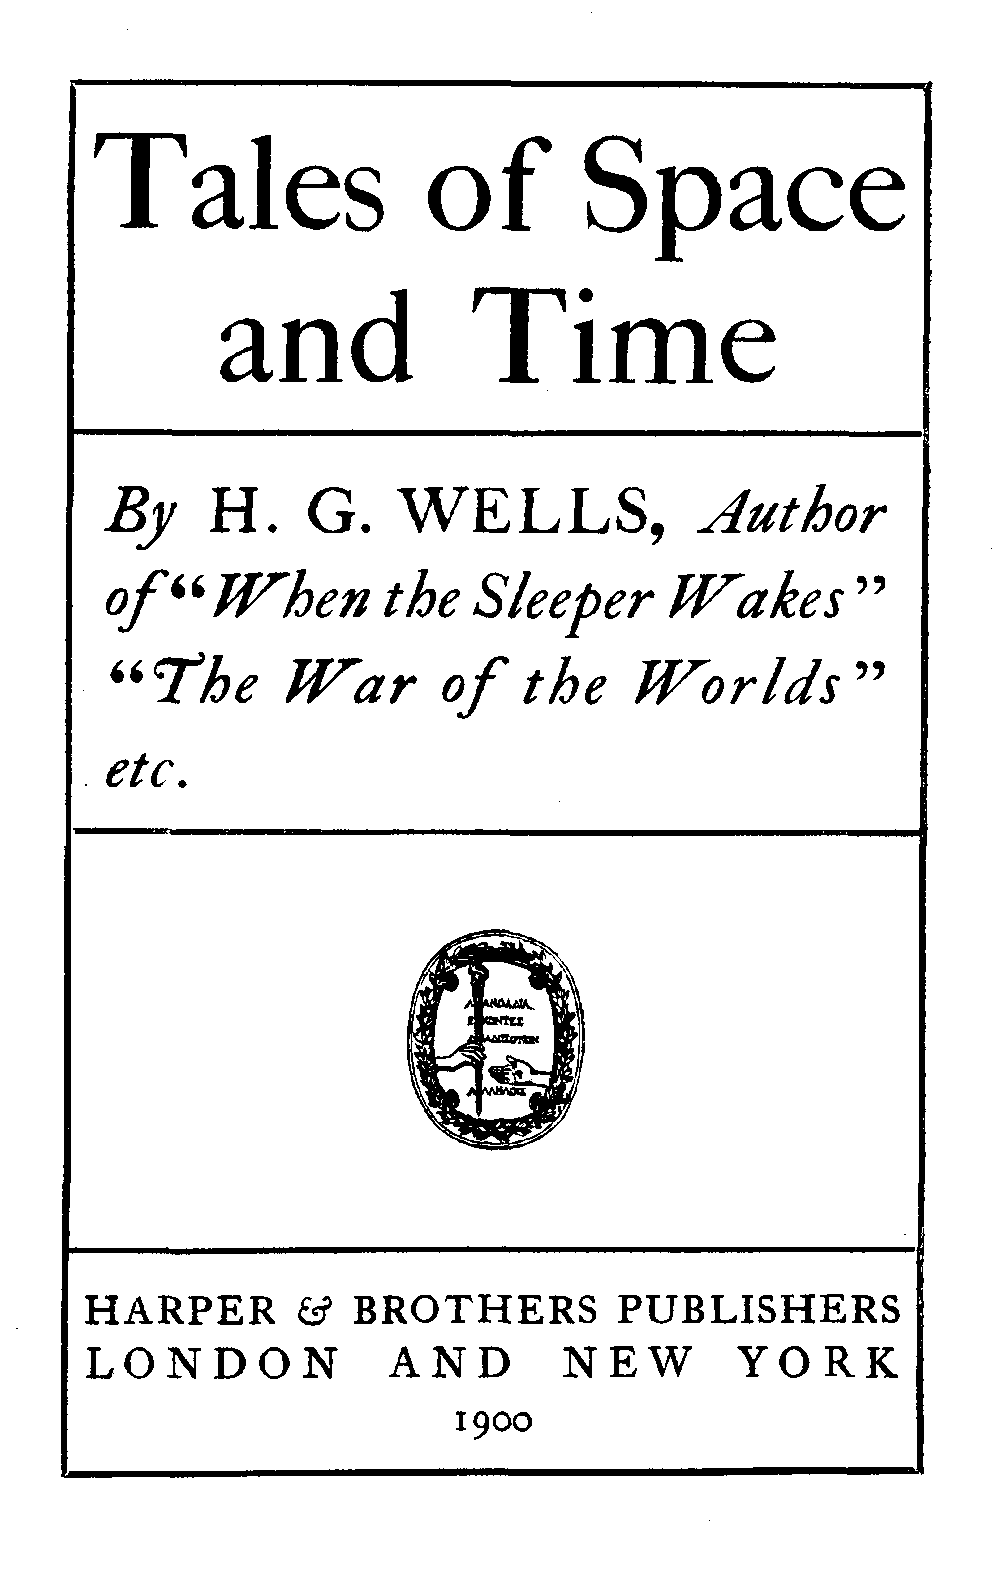 Tales of Space
and Time
By H. G. WELLS, Author
of “When the Sleeper Wakes”
“The War of the Worlds”
etc.
HARPER & BROTHERS PUBLISHERS
LONDON AND NEW YORK
1900